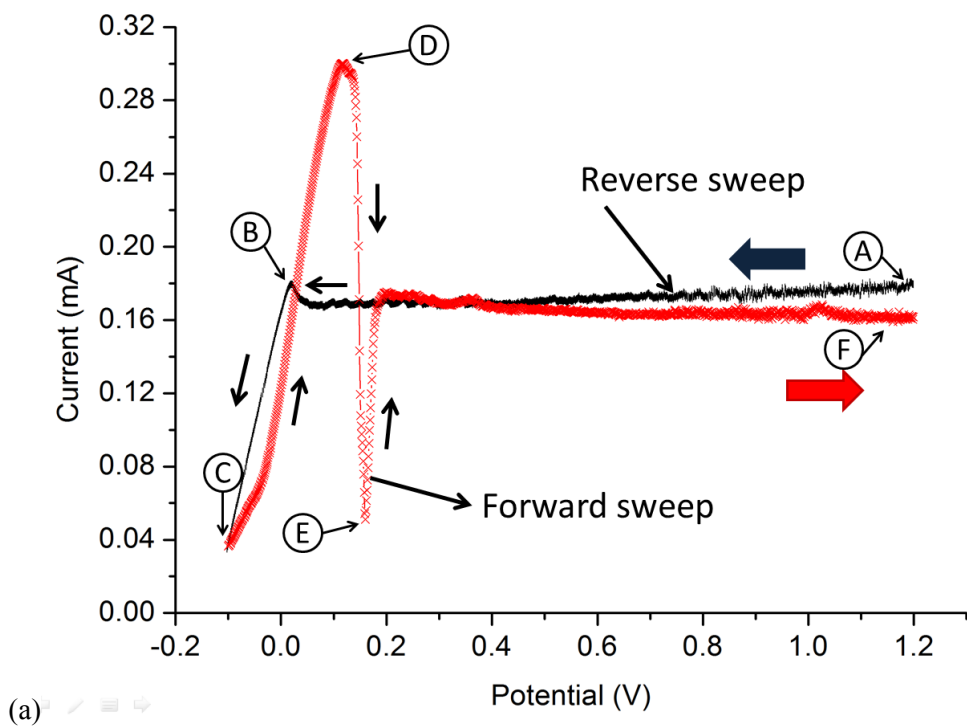 0.32
0.28
0.24
0.20
0.16
0.12
0.08
0.04
0.00
Current (mA)
D
B
Reverse sweep
A
F
C
E
Forward sweep
-0.2 0.0 0.2 0.4 0.6 0.8 1.0 1.2
Potential (V)
(a)